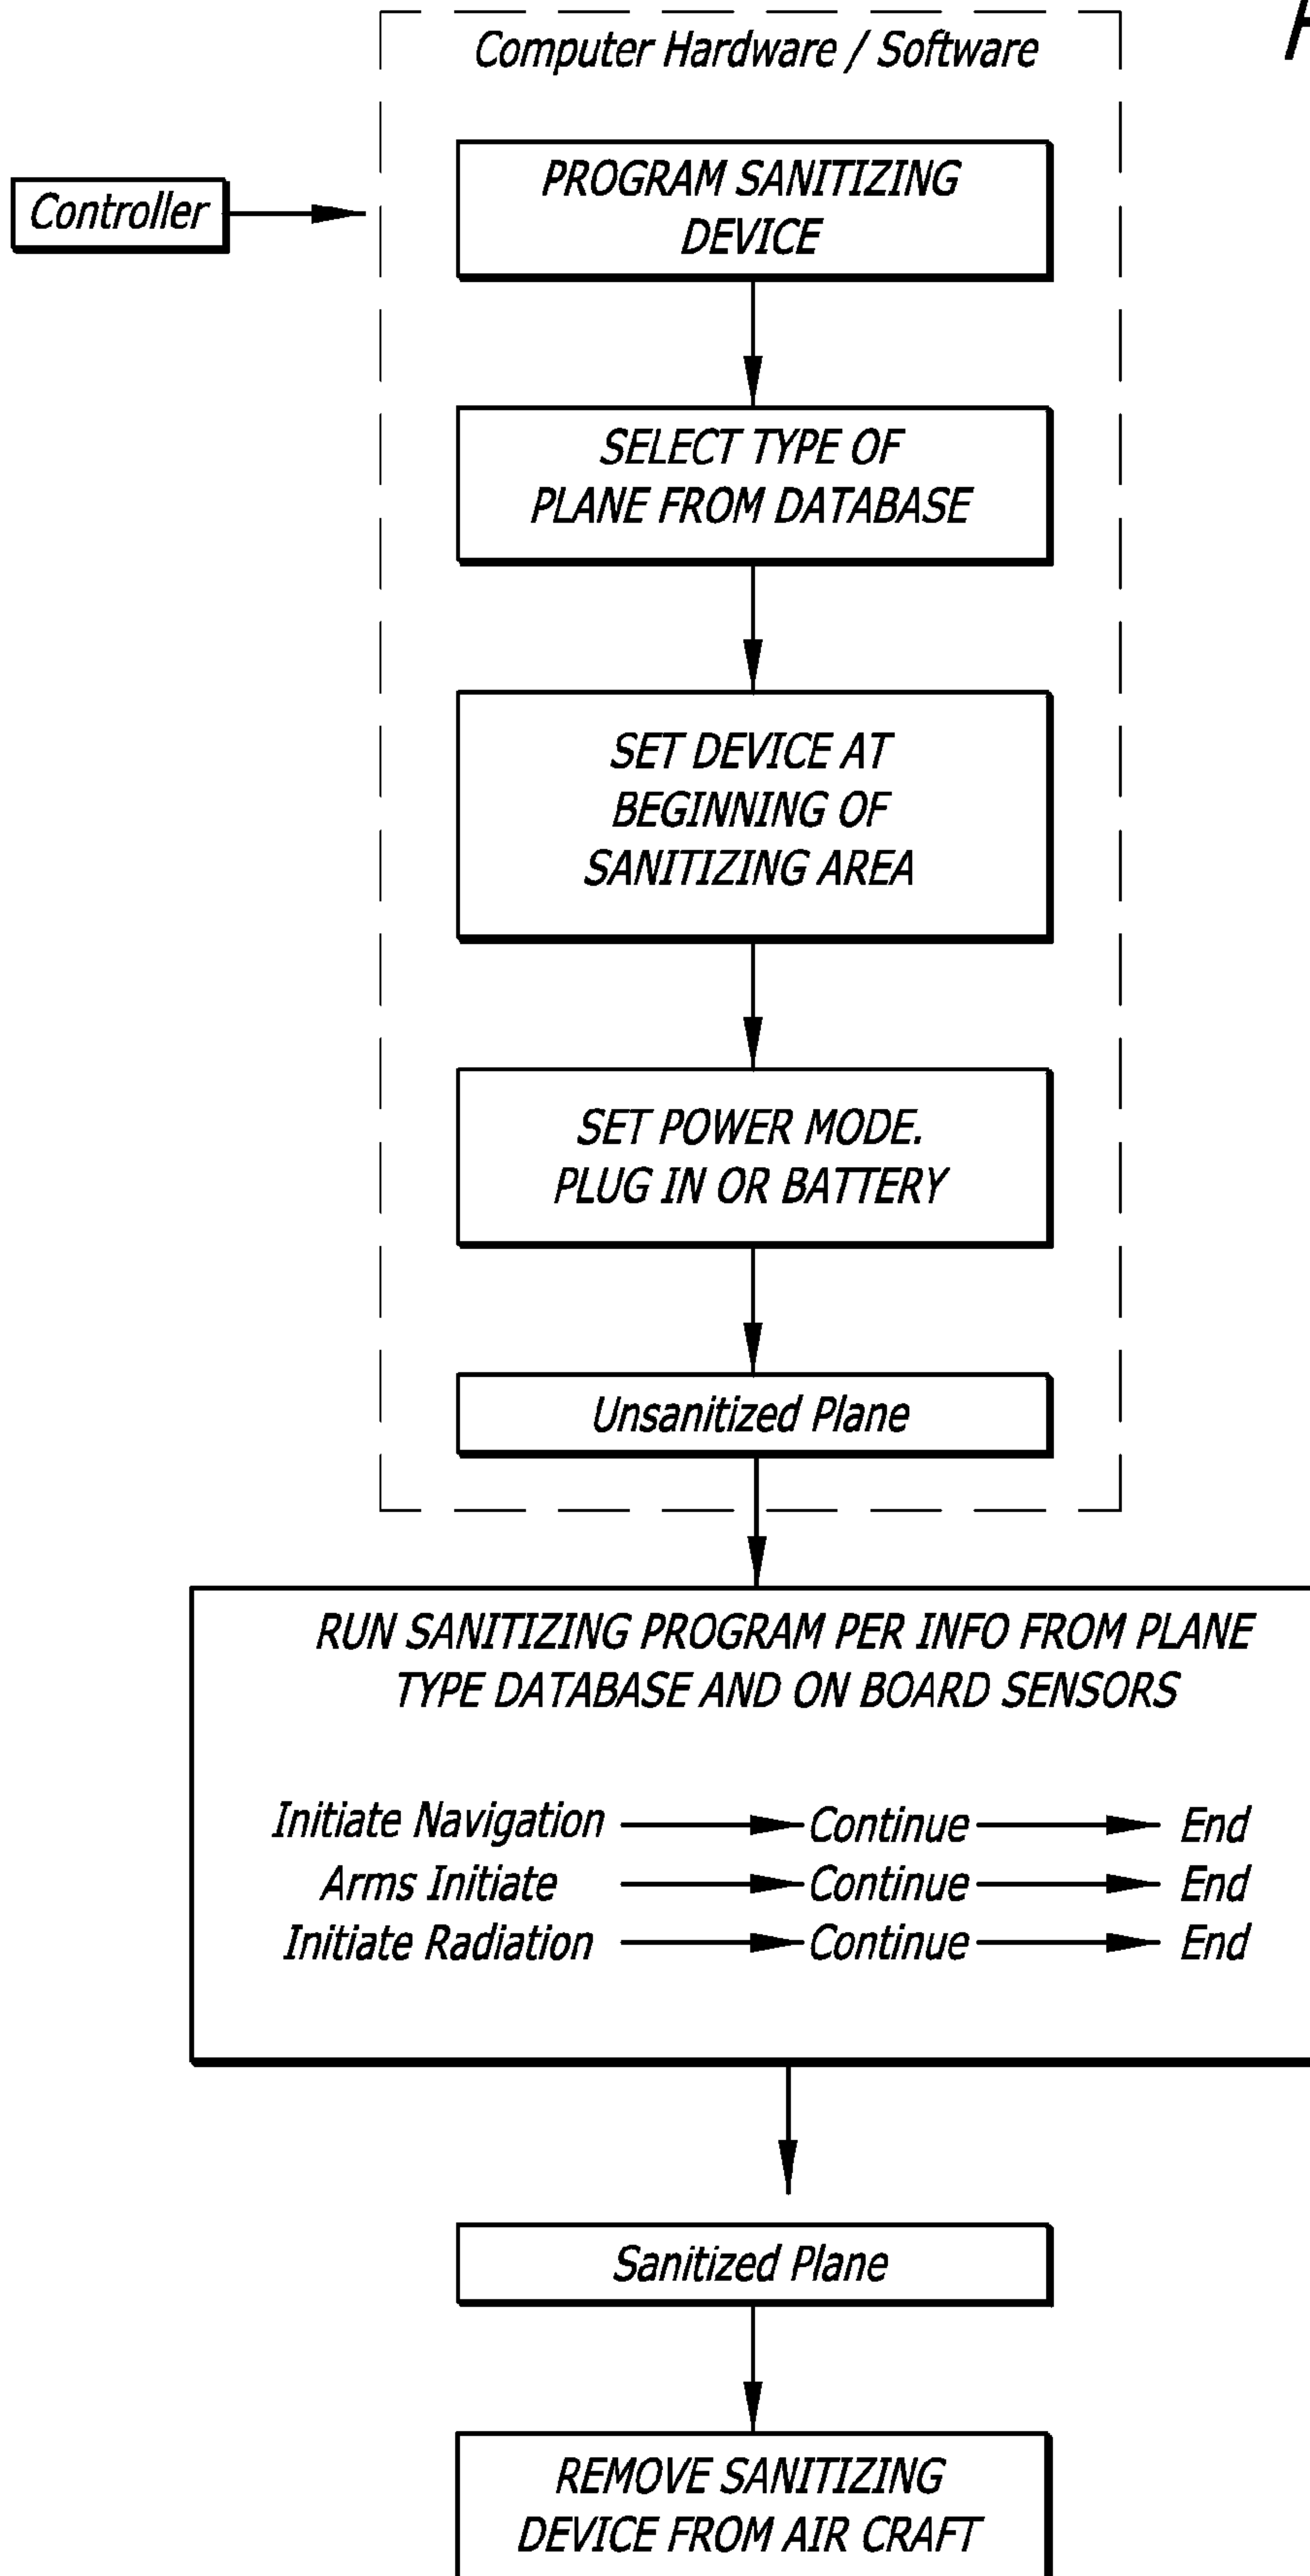 Computer Hardware / Software
Controller
PROGRAM SANITIZING
DEVICE
SELECT TYPE OF
PLANE FROM DATABASE
SET DEVICE AT
BEGINNING OF
SANITIZING AREA
SET POWER MODE.
PLUG IN OR BATTERY
Unsanitized Plane
RUN SANITIZING PROGRAM PER INFO FROM PLANE
TYPE DATABASE AND ON BOARD SENSORS
Initiate Navigation Continue End
Arms Initiate Continue End
Initiate Radiation Continue End
Sanitized Plane
REMOVE SANITIZING
DEVICE FROM AIR CRAFT